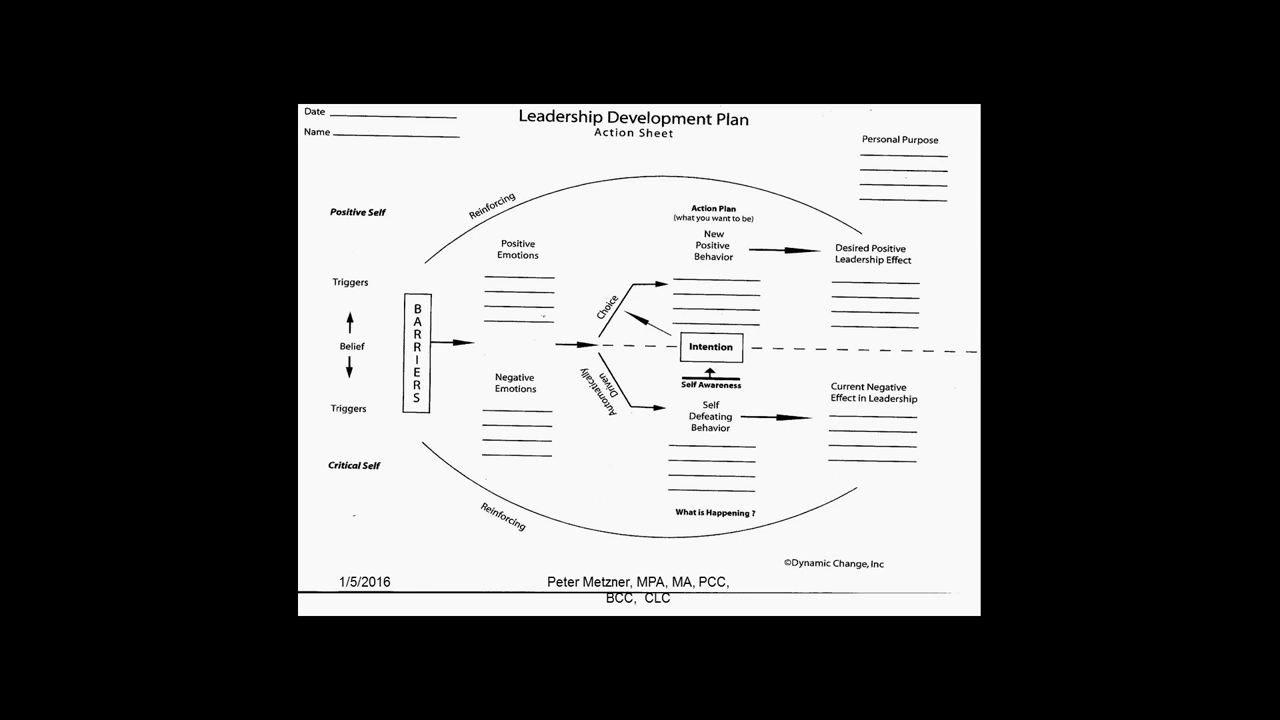 Date
Leadership Development Plan
Name
Action Sheet
Personal Purpose
Reinforcing
Positive Self
Action Plan
(what you want to be)
New
Positive
Behavior
Positive
Emotions
Desired Positive
Leadership Effect
Triggers
Choice
BARRIERS
Belief
Intention
Self Awareness
Automatically
Driven
Negative
Emotions
Current Negative
Effect in Leadership
Triggers
Self
Defeating
Behavior
Critical Self
Reinforcing
What is Happening ?
©Dynamic Change, Inc
1/5/2016
Peter Metzner, MPA, MA, PCC,
BCC, CLC